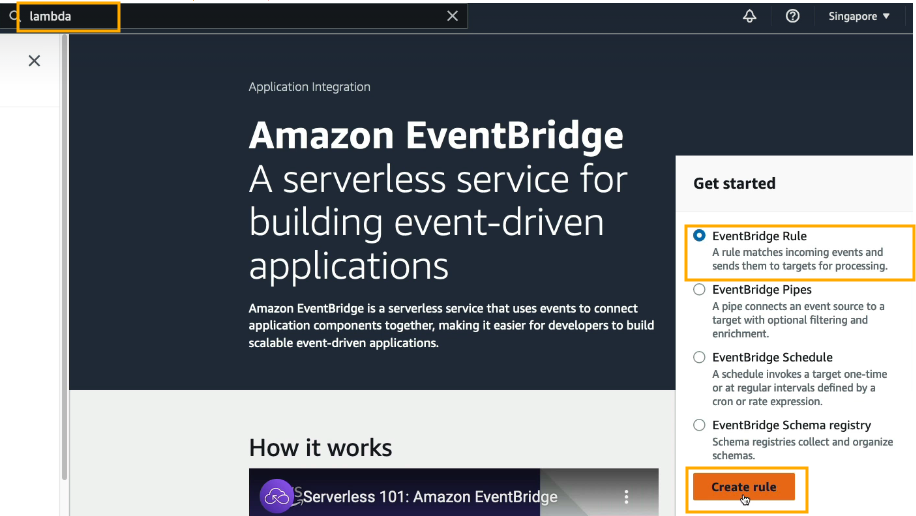 lambda
Singapore ▼
Application Integration
Amazon EventBridge
A serverless service for
building event-driven
applications
Amazon EventBridge is a serverless service that uses events to connect
application components together, making it easier for developers to build
scalable event-driven applications.
Get started
EventBridge Rule
A rule matches incoming events and
sends them to targets for processing.
EventBridge Pipes
A pipe connects an event source to a
target with optional filtering and
enrichment.
EventBridge Schedule
A schedule invokes a target one-time
or at regular intervals defined by a
cron or rate expression.
EventBridge Schema registry
Schema registries collect and organize
schemas.
Create rule
How it works
Serverless 101: Amazon EventBridge